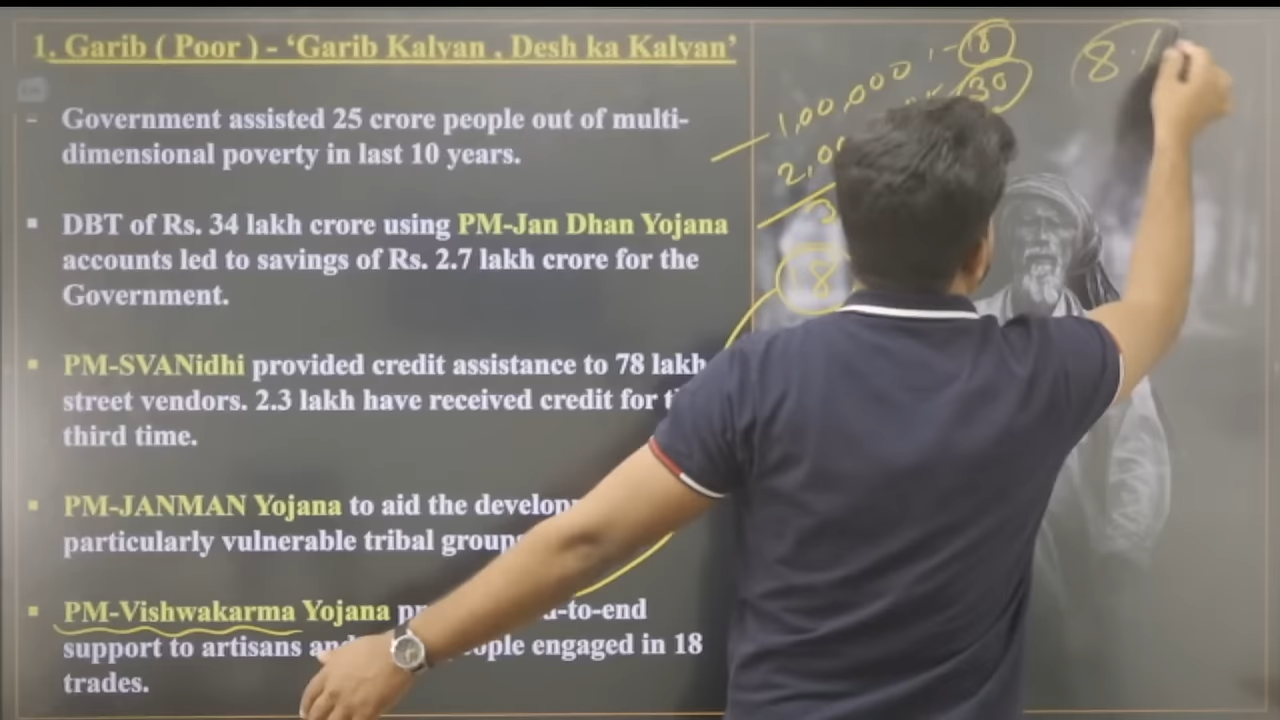 1. Garib ( Poor ) - ‘Garib Kalyan , Desh ka Kalyan’
- Government assisted 25 crore people out of multi-
dimensional poverty in last 10 years.
▪ DBT of Rs. 34 lakh crore using PM-Jan Dhan Yojana
accounts led to savings of Rs. 2.7 lakh crore for the
Government.
▪ PM-SVANidhi provided credit assistance to 78 lakh
street vendors. 2.3 lakh have received credit for
third time.
▪ PM-JANMAN Yojana to aid the
particularly vulnerable tribal
▪ PM-Vishwakarma Yojana
support to artisans engaged in 18
trades.
1,00,000 :- 18
30
18
8 %